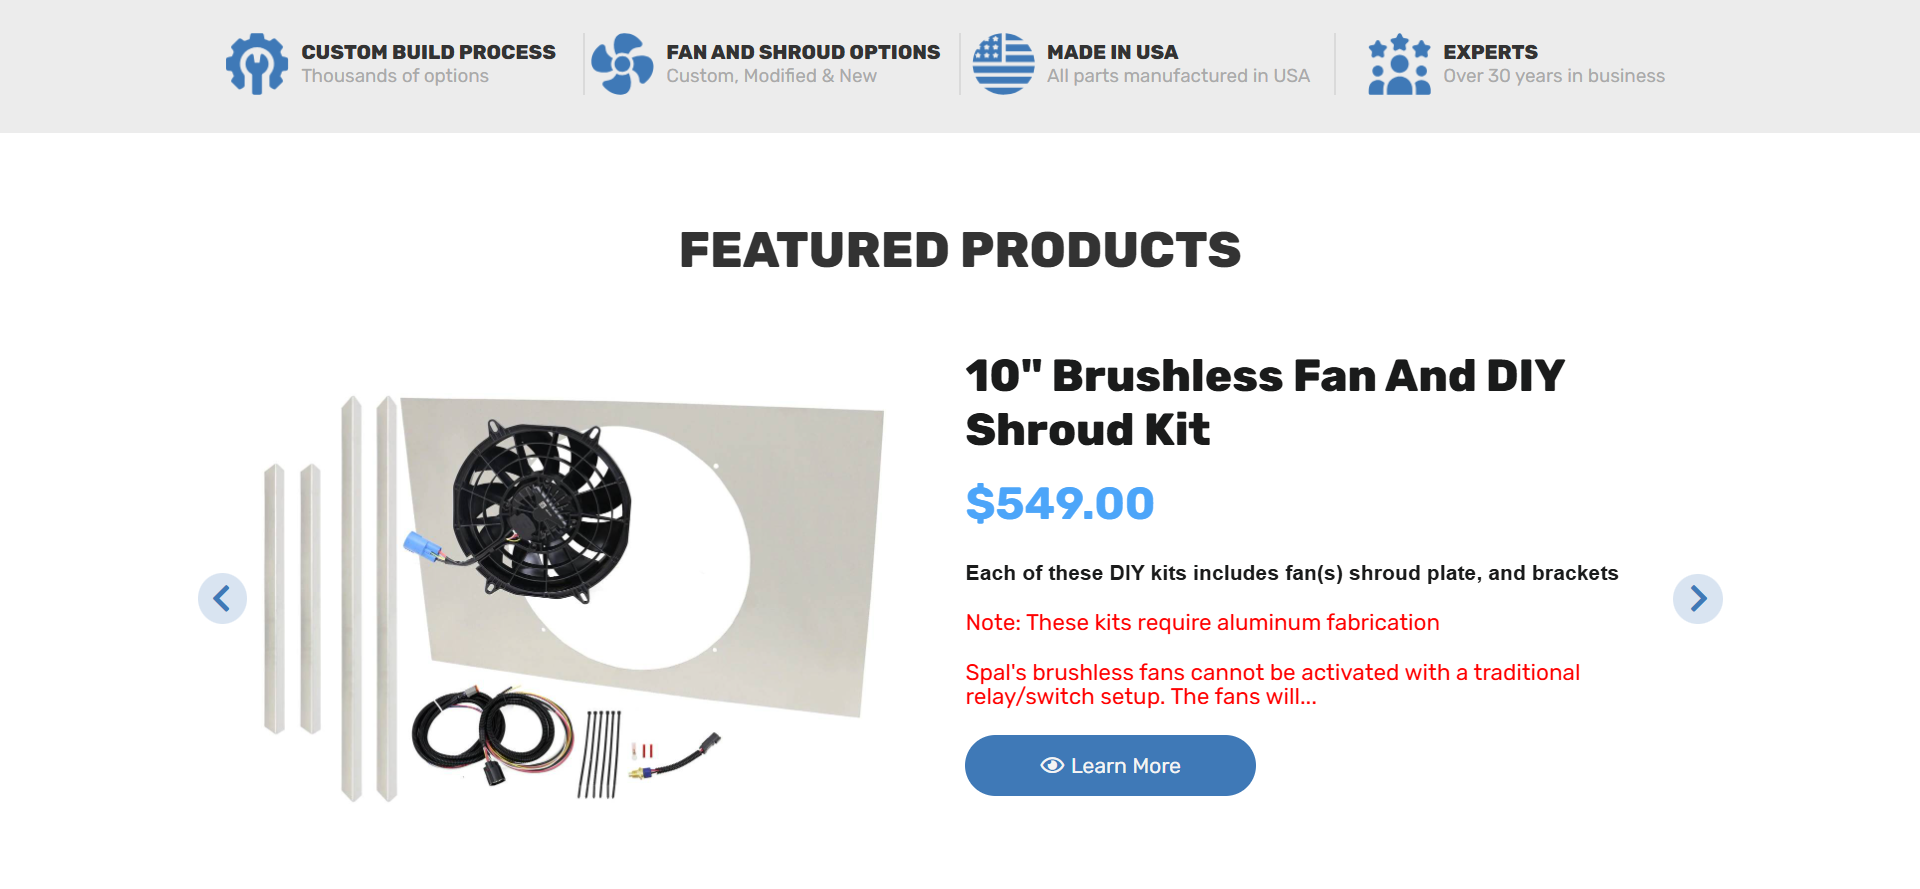 CUSTOM BUILD PROCESS
Thousands of options
FAN AND SHROUD OPTIONS
Custom, Modified & New
MADE IN USA
All parts manufactured in USA
EXPERTS
Over 30 years in business
FEATURED PRODUCTS
10" Brushless Fan And DIY
Shroud Kit
$549.00
Each of these DIY kits includes fan(s) shroud plate, and brackets
Note: These kits require aluminum fabrication
Spal's brushless fans cannot be activated with a traditional
relay/switch setup. The fans will...
Learn More